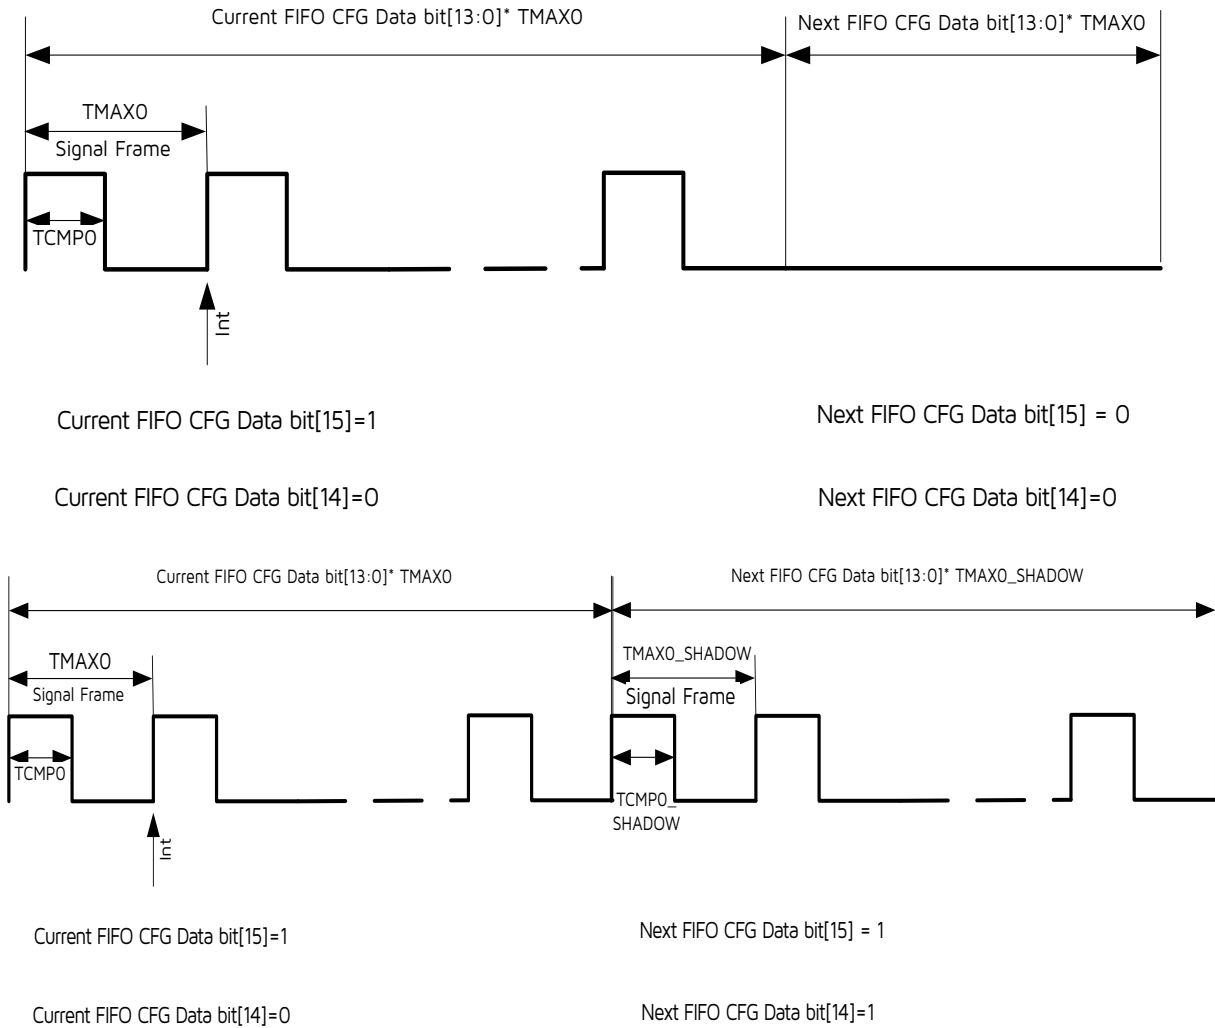 Current FIFO CFG Data bit[13:0]* TMAX0
Next FIFO CFG Data bit[13:0]* TMAX0
TMAX0
Signal Frame
TCMP0
Int
Current FIFO CFG Data bit[15]=1
Next FIFO CFG Data bit[15] = 0
Current FIFO CFG Data bit[14]=0
Next FIFO CFG Data bit[14]=0
Current FIFO CFG Data bit[13:0]* TMAX0
Next FIFO CFG Data bit[13:0]* TMAX0_SHADOW
TMAX0
Signal Frame
TMAX0_SHADOW
Signal Frame
TCMP0
TCMP0_
SHADOW
Int
Current FIFO CFG Data bit[15]=1
Next FIFO CFG Data bit[15] = 1
Current FIFO CFG Data bit[14]=0
Next FIFO CFG Data bit[14]=1